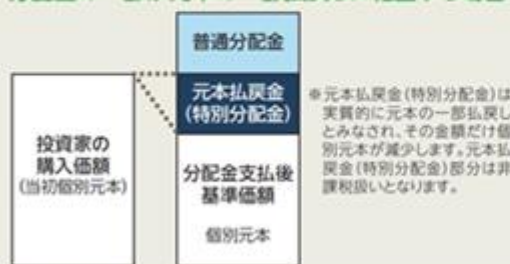 普通分配金
元本払戻金
(特別分配金)
投資家の
購入価額
(当初個別元本)
分配金支払後
基準価額
個別元本
※元本払戻金(特別分配金)は
実質的に元本の一部払戻し
とみなされ、その金額だけ個
別元本が減少します。元本払
戻金(特別分配金)部分は非
課税扱いとなります。